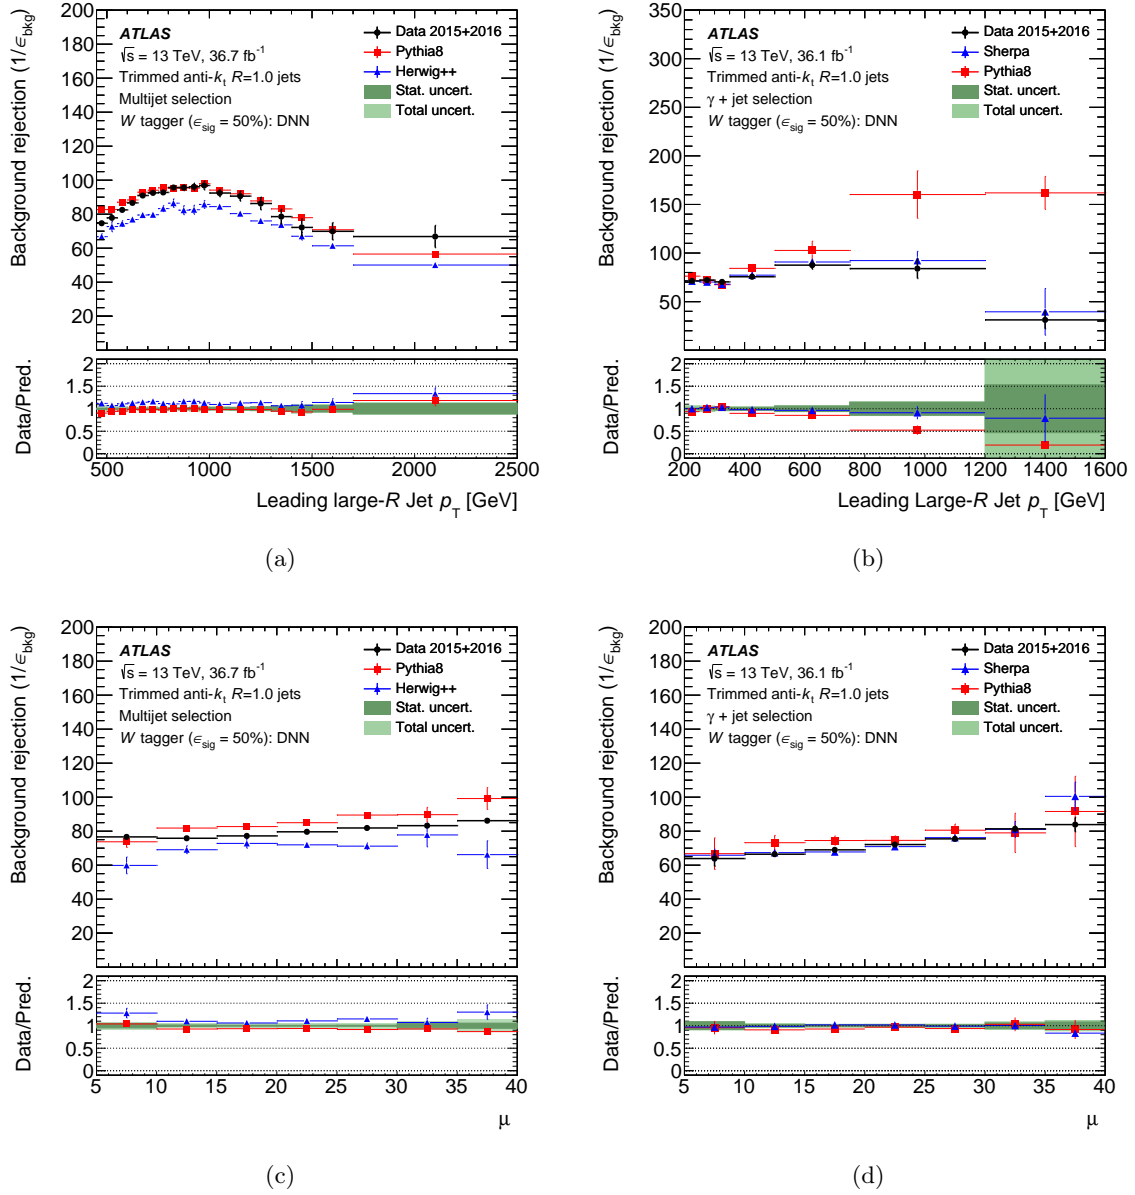 Background rejection (1/ϵbkg)
200
180
160
140
120
100
80
60
40
20
0
ATLAS
√s = 13 TeV, 36.7 fb-1
Trimmed anti-kt R=1.0 jets
Multijet selection
W tagger (ϵsig = 50%): DNN
Data 2015+2016
Pythia8
Herwig++
Stat. uncert.
Total uncert.
Data/Pred.
2
1.5
1
0.5
0
500 1000 1500 2000 2500
Leading large-R Jet pT [GeV]
(a)
Background rejection (1/ϵbkg)
350
300
250
200
150
100
50
ATLAS
√s = 13 TeV, 36.1 fb-1
Trimmed anti-kt R=1.0 jets
γ + jet selection
W tagger (ϵsig = 50%): DNN
Data 2015+2016
Sherpa
Pythia8
Stat. uncert.
Total uncert.
Data/Pred.
2
1.5
1
0.5
0
200 400 600 800 1000 1200 1400 1600
Leading Large-R Jet pT [GeV]
(b)
Background rejection (1/ϵbkg)
200
180
160
140
120
100
80
60
40
20
ATLAS
√s = 13 TeV, 36.7 fb-1
Trimmed anti-kt R=1.0 jets
Multijet selection
W tagger (ϵsig = 50%): DNN
Data 2015+2016
Pythia8
Herwig++
Stat. uncert.
Total uncert.
Data/Pred.
2
1.5
1
0.5
0
5 10 15 20 25 30 35 40
μ
(c)
Background rejection (1/ϵbkg)
200
180
160
140
120
100
80
60
40
20
ATLAS
√s = 13 TeV, 36.1 fb-1
Trimmed anti-kt R=1.0 jets
γ + jet selection
W tagger (ϵsig = 50%): DNN
Data 2015+2016
Sherpa
Pythia8
Stat. uncert.
Total uncert.
Data/Pred.
2
1.5
1
0.5
0
5 10 15 20 25 30 35 40
μ
(d)